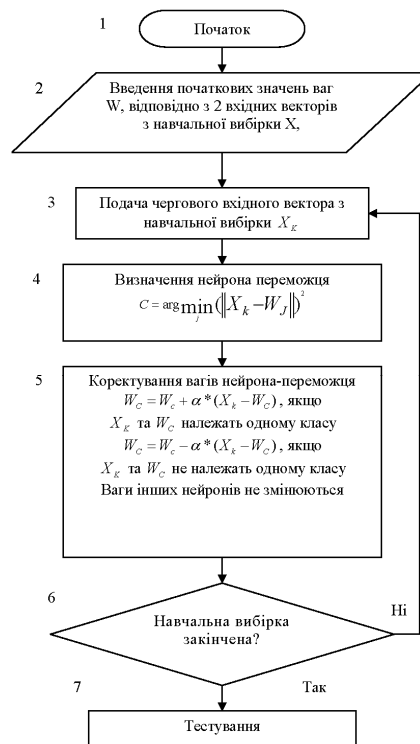 1
Початок
2
Введення початкових значень ваг
W, відповідно з 2 вхідних векторів
з навчальної вибірки X,
3
Подача чергового вхідного вектора з
навчальної вибірки X_K
4
Визначення нейрона переможця
C = arg min_j (‖X_k − W_J‖)²
5
Коректування вагів нейрона-переможця
W_C = W_c + α * (X_k − W_C), якщо
X_K та W_C належать одному класу
W_C = W_c − α * (X_k − W_C), якщо
X_K та W_C не належать одному класу
Ваги інших нейронів не змінюються
6
Навчальна вибірка
закінчена?
Ні
7
Так
Тестування